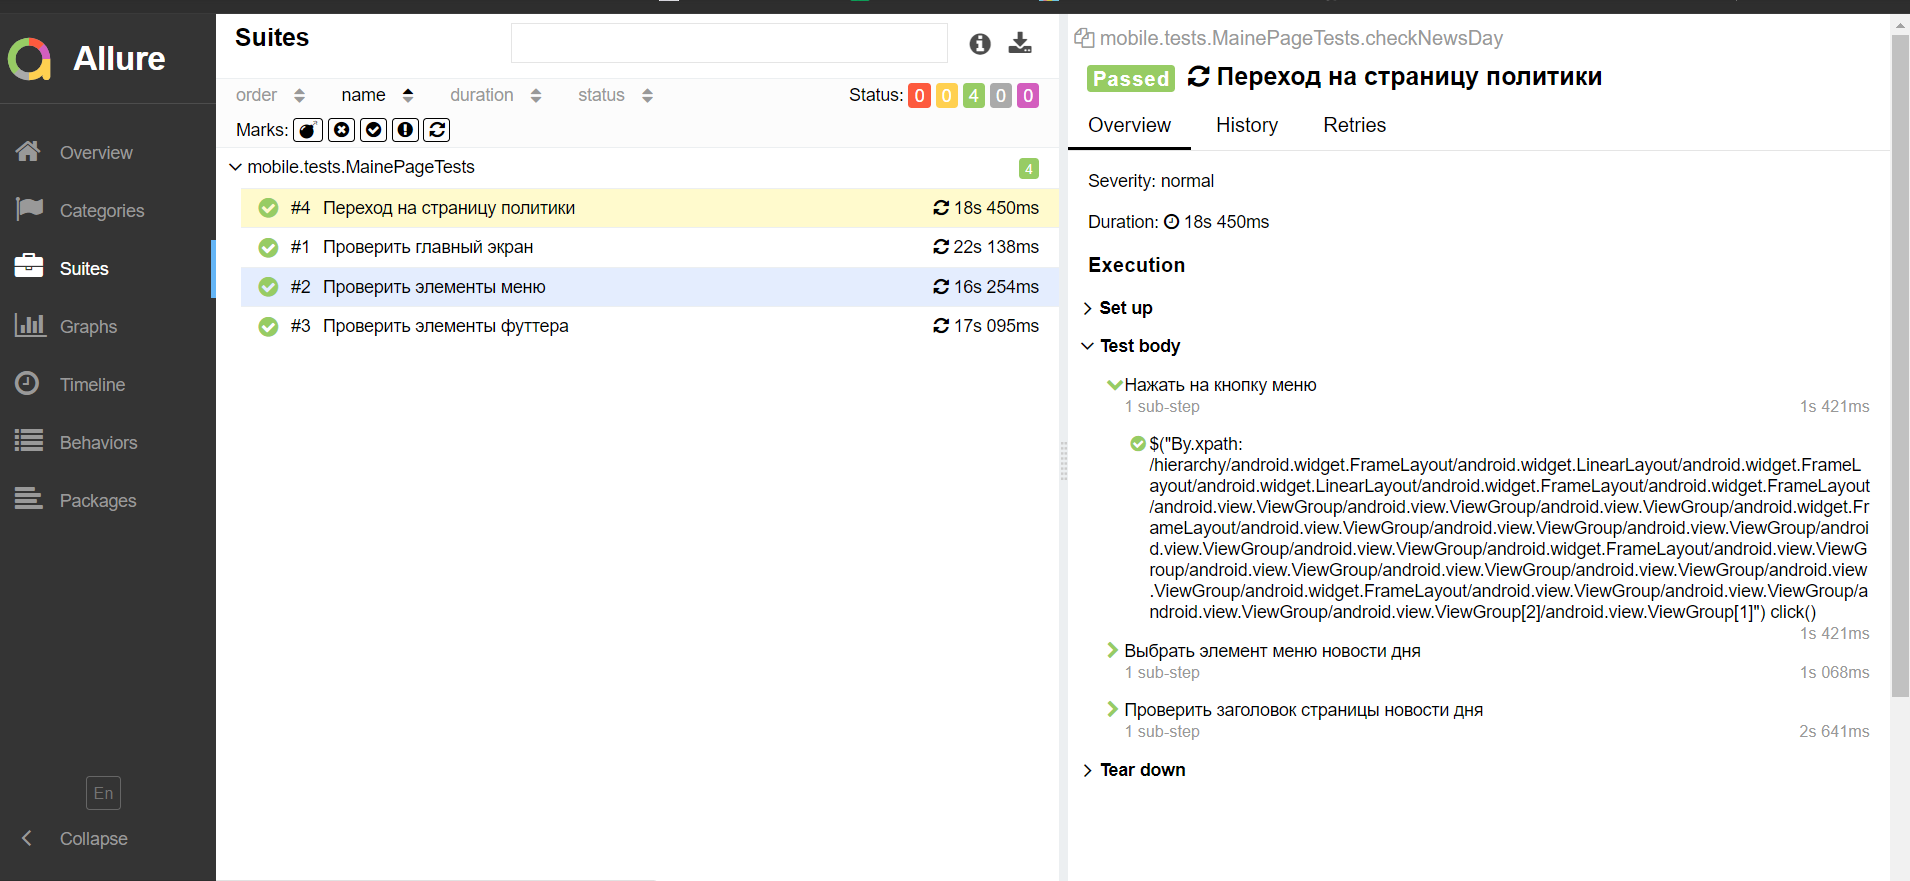 Allure
Overview
Categories
Suites
Graphs
Timeline
Behaviors
Packages
En
Collapse
Suites
order name duration status Status: 0 0 4 0 0
Marks:
mobile.tests.MainePageTests 4
#4 Переход на страницу политики 18s 450ms
#1 Проверить главный экран 22s 138ms
#2 Проверить элементы меню 16s 254ms
#3 Проверить элементы футтера 17s 095ms
mobile.tests.MainePageTests.checkNewsDay
Passed Переход на страницу политики
Overview History Retries
Severity: normal
Duration: 18s 450ms
Execution
Set up
Test body
Нажать на кнопку меню
1 sub-step 1s 421ms
$("By.xpath:
/hierarchy/android.widget.FrameLayout/android.widget.LinearLayout/android.widget.FrameL
ayout/android.widget.LinearLayout/android.widget.FrameLayout/android.widget.FrameLayout
/android.view.ViewGroup/android.view.ViewGroup/android.view.ViewGroup/android.widget.Fr
ameLayout/android.view.ViewGroup/android.view.ViewGroup/android.view.ViewGroup/androi
d.view.ViewGroup/android.view.ViewGroup/android.widget.FrameLayout/android.view.ViewG
roup/android.view.ViewGroup/android.view.ViewGroup/android.view.ViewGroup/android.view
.ViewGroup/android.widget.FrameLayout/android.view.ViewGroup/android.view.ViewGroup/a
ndroid.view.ViewGroup/android.view.ViewGroup[2]/android.view.ViewGroup[1]") click()
1s 421ms
Выбрать элемент меню новости дня
1 sub-step 1s 068ms
Проверить заголовок страницы новости дня
1 sub-step 2s 641ms
Tear down